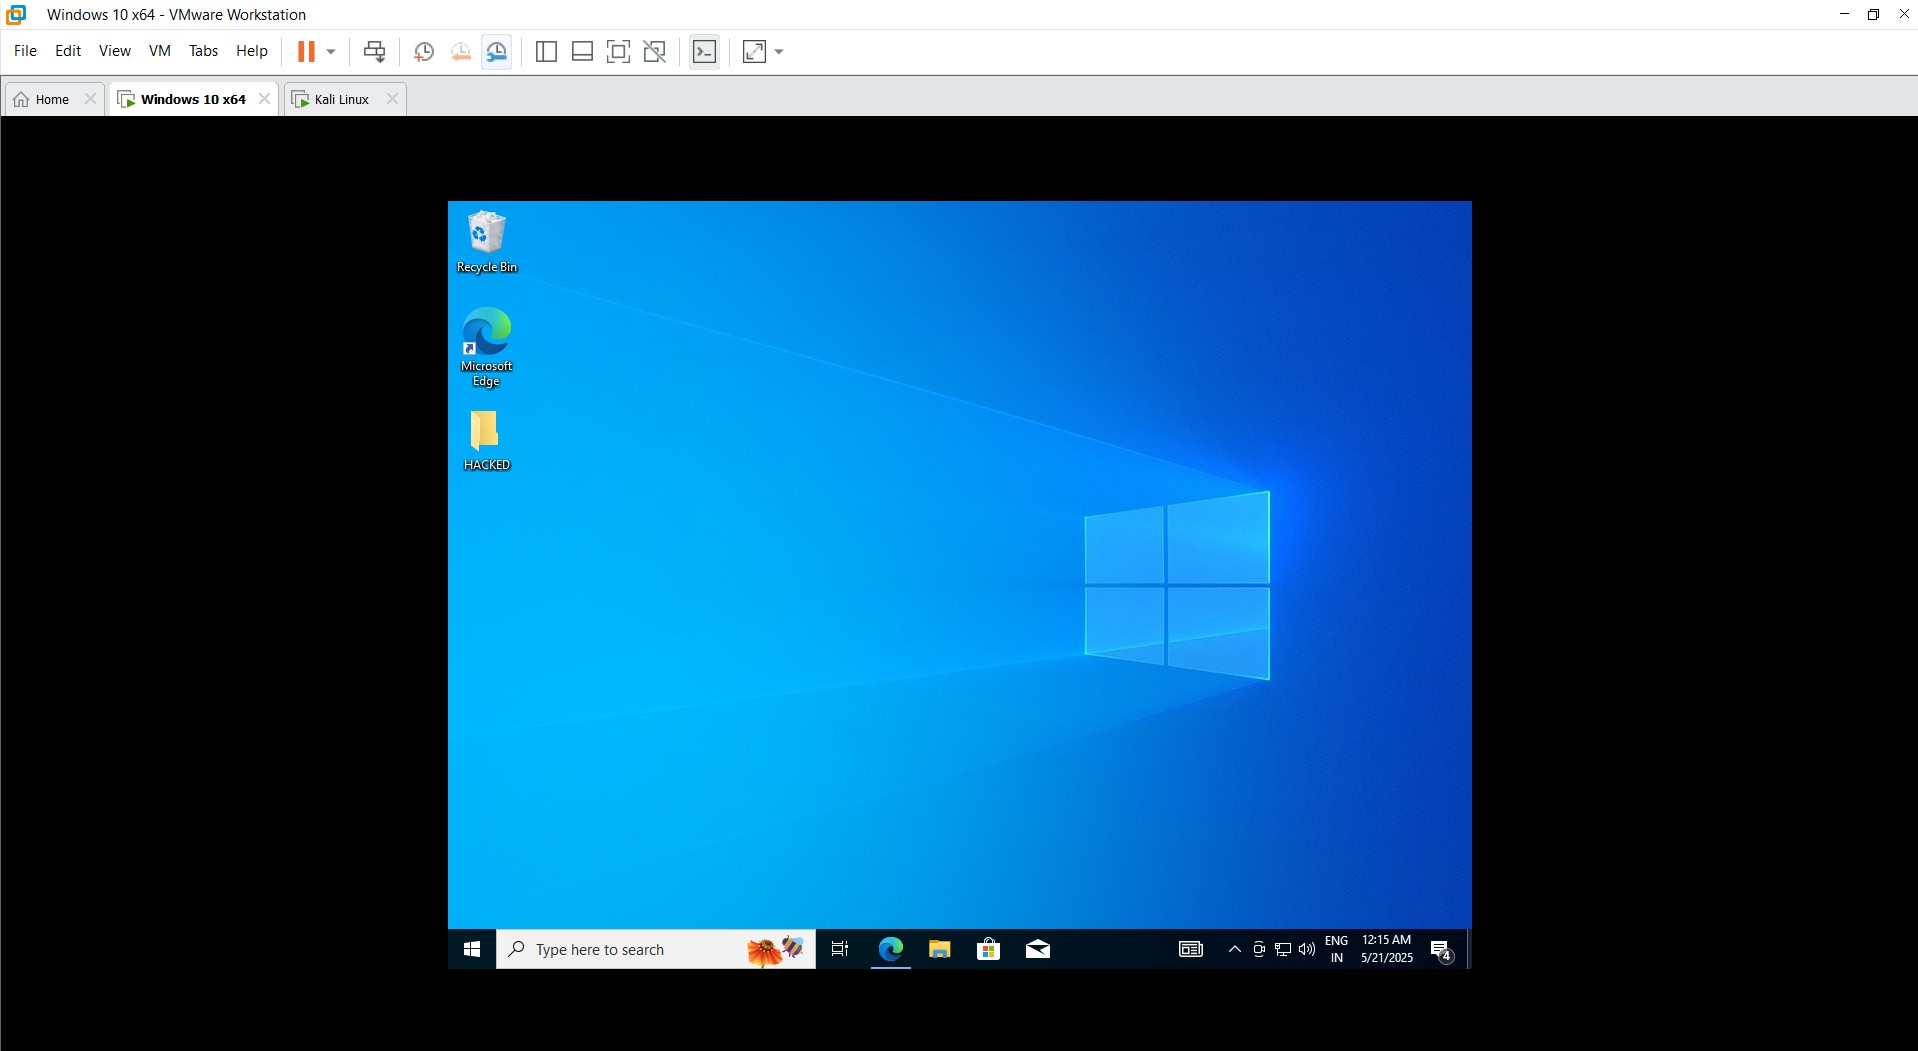 Windows 10 x64 - VMware Workstation
File Edit View VM Tabs Help
Home Windows 10 x64 Kali Linux
Recycle Bin
Microsoft
Edge
HACKED
Type here to search
ENG
IN
12:15 AM
5/21/2025
4